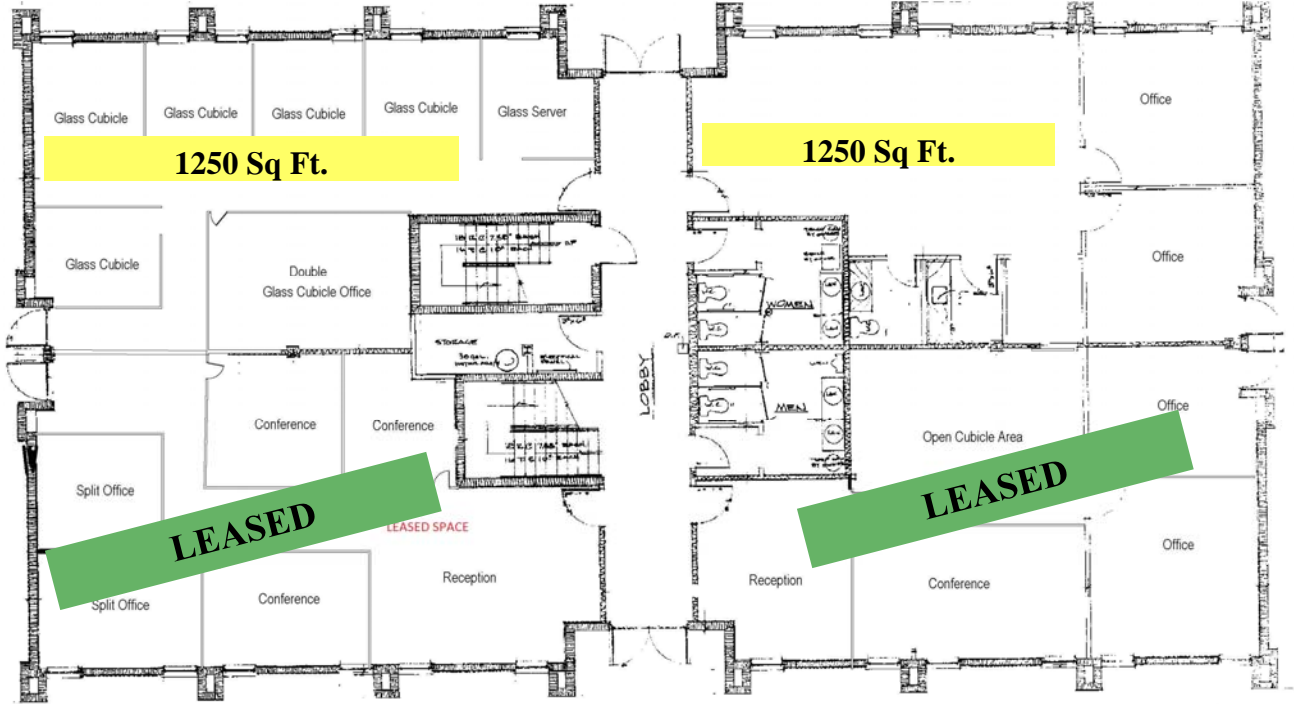 Glass Cubicle
Glass Cubicle
Glass Cubicle
Glass Cubicle
Glass Server
Office
1250 Sq Ft.
1250 Sq Ft.
Glass Cubicle
Double
Glass Cubicle Office
Office
WOMEN
STORAGE
LOBBY
MEN
Conference
Conference
Open Cubicle Area
Office
Split Office
LEASED
LEASED
LEASED SPACE
Office
Split Office
Conference
Reception
Reception
Conference